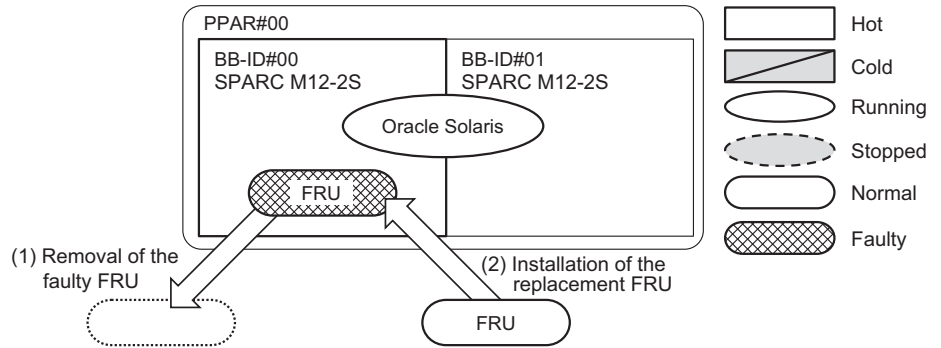 PPAR#00
BB-ID#00
SPARC M12-2S
BB-ID#01
SPARC M12-2S
Oracle Solaris
FRU
(1) Removal of the
faulty FRU
(2) Installation of the
replacement FRU
FRU
Hot
Cold
Running
Stopped
Normal
Faulty